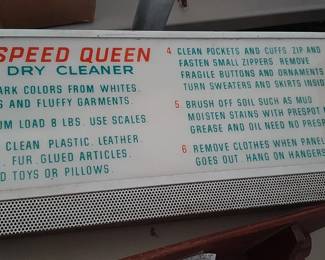 SPEED QUEEN
DRY CLEANER
ARK COLORS FROM WHITES.
S AND FLUFFY GARMENTS.
UM LOAD 8 LBS. USE SCALES
CLEAN PLASTIC. LEATHER.
. FUR. GLUED ARTICLES.
D TOYS OR PILLOWS.
4. CLEAN POCKETS AND CUFFS. ZIP AND
FASTEN SMALL ZIPPERS. REMOVE
FRAGILE BUTTONS AND ORNAMENTS
TURN SWEATERS AND SKIRTS INSID
5. BRUSH OFF SOIL SUCH AS MUD
MOISTEN STAINS WITH PRESPOT
GREASE AND OIL NEED NO PRESP
6. REMOVE CLOTHES WHEN PANEL
GOES OUT. HANG ON HANGERS